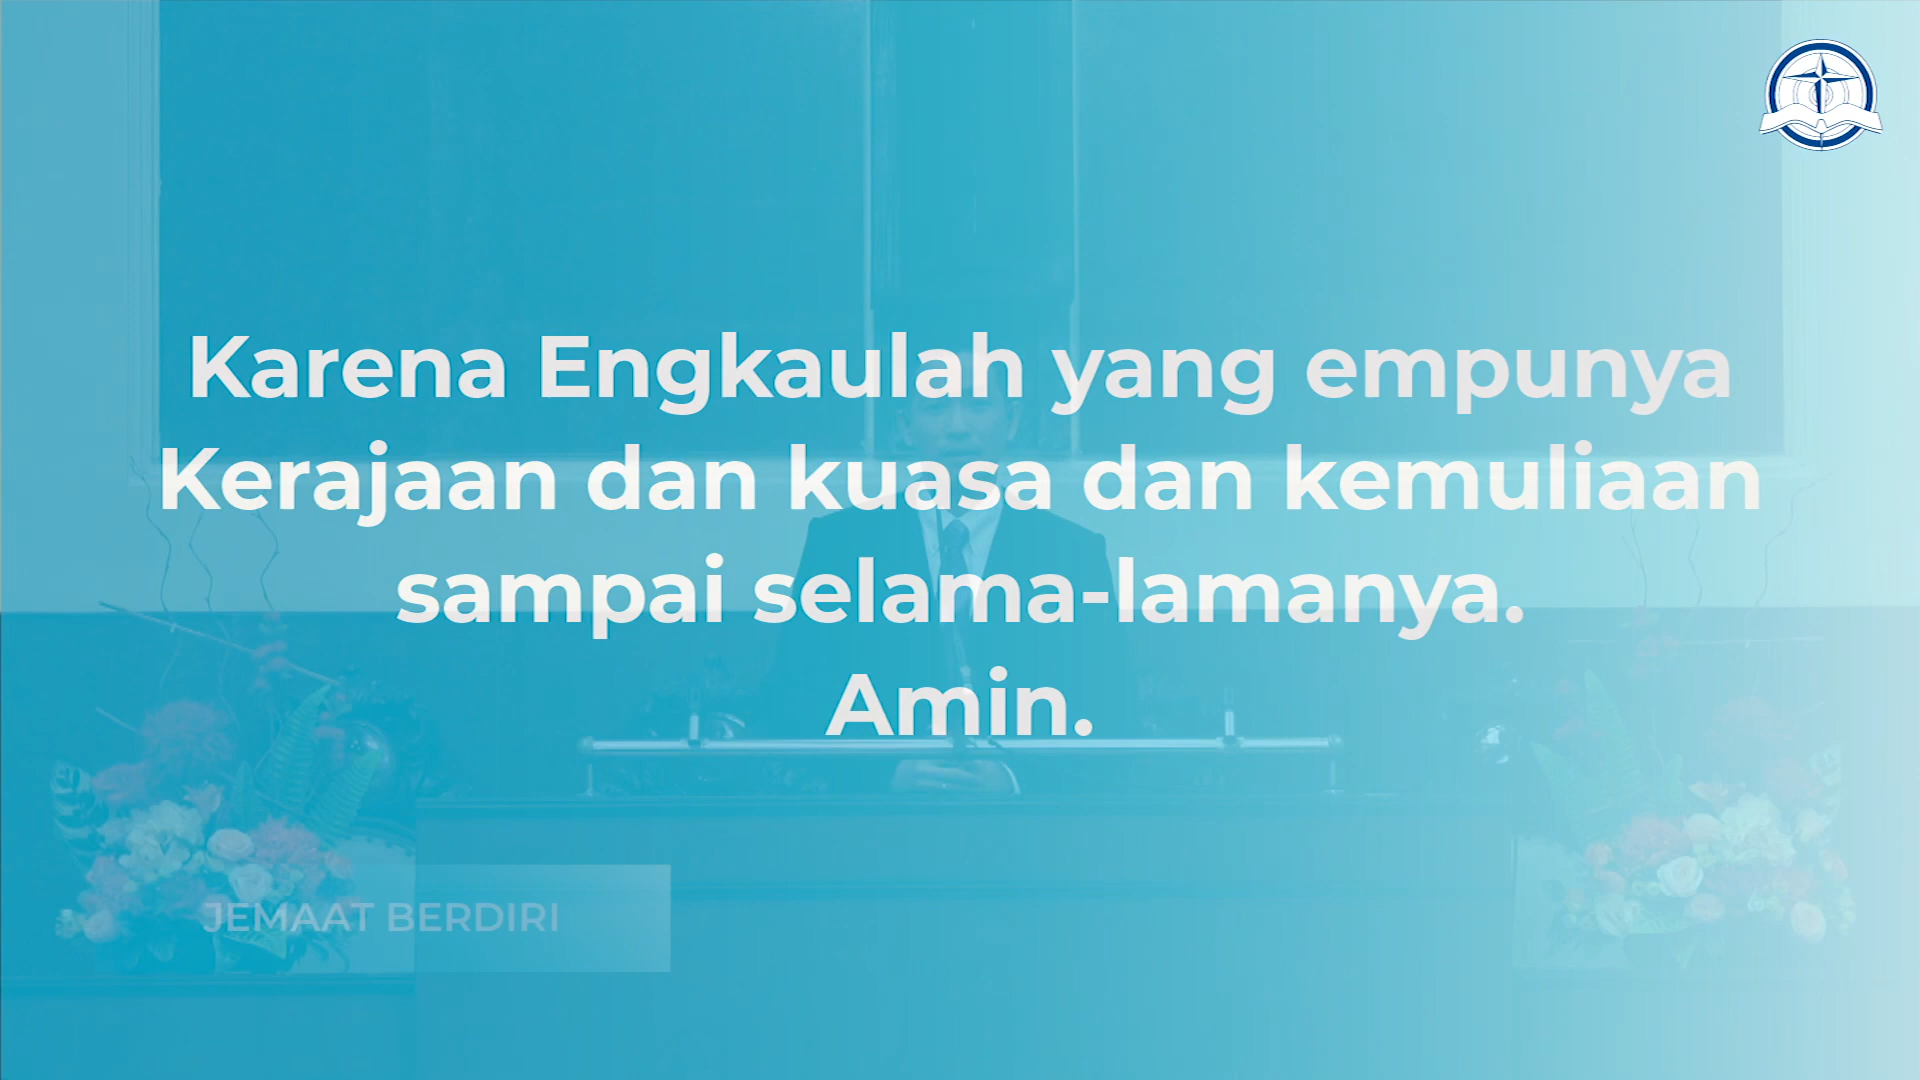 Karena Engkaulah yang empunya
Kerajaan dan kuasa dan kemuliaan
sampai selama-lamanya.
Amin.
JEMAAT BERDIRI